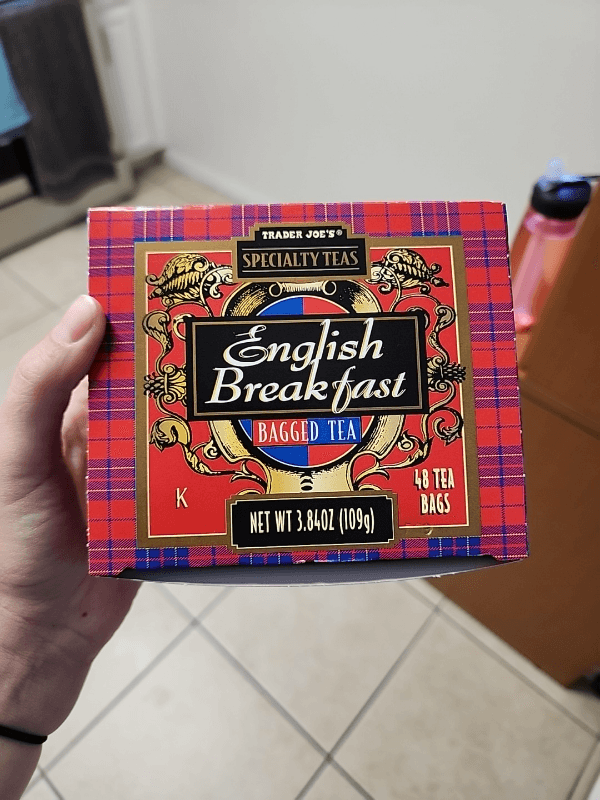 TRADER JOE'S®
SPECIALTY TEAS
English
Breakfast
BAGGED TEA
K
48 TEA
BAGS
NET WT 3.84OZ (109g)